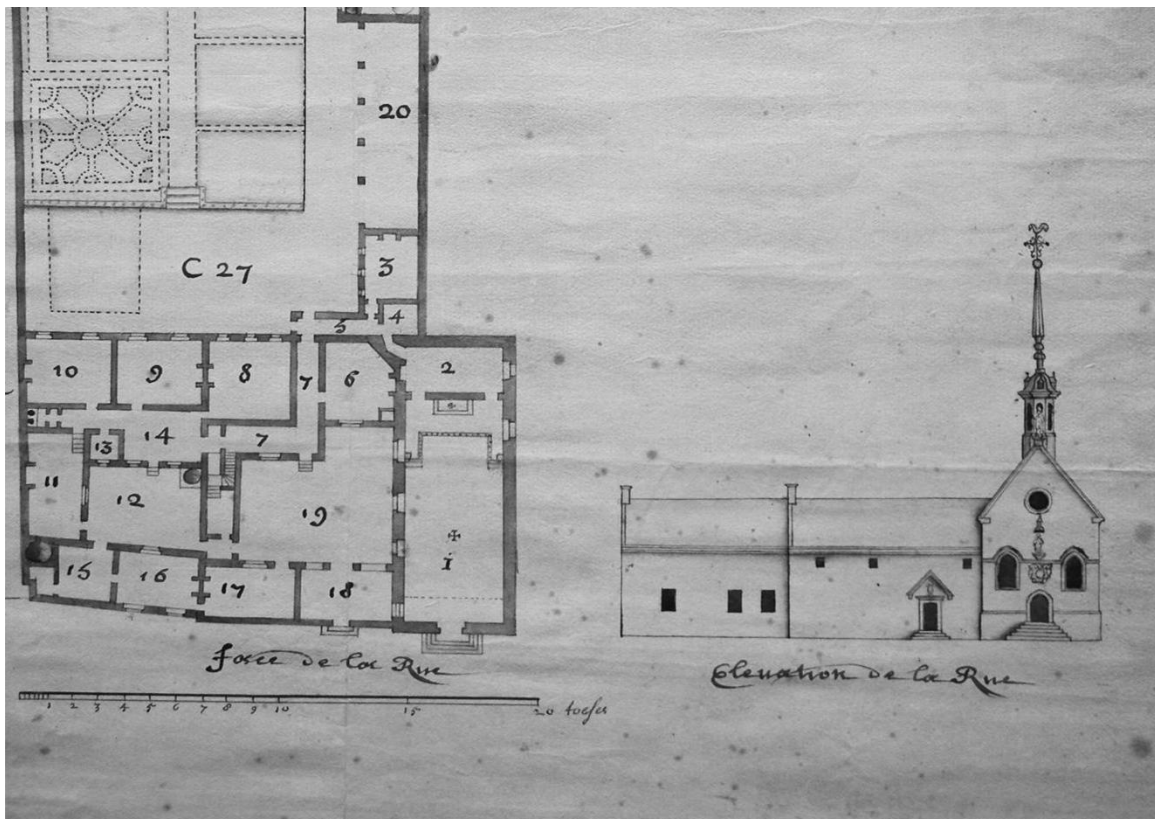 20
C 27
3
4
5
10 9 8 7 6 2
13 14 7
11 12 19
1
15 16 17 18
face de la Rue
Elevation de la Rue
1 2 3 4 5 6 7 8 9 10 15 20 toises